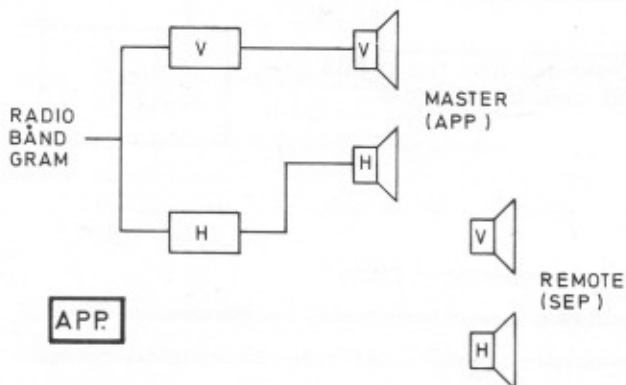 RADIO
BÅND
GRAM
V
H
V
H
MASTER
(APP)
V
H
REMOTE
(SEP)
APP.